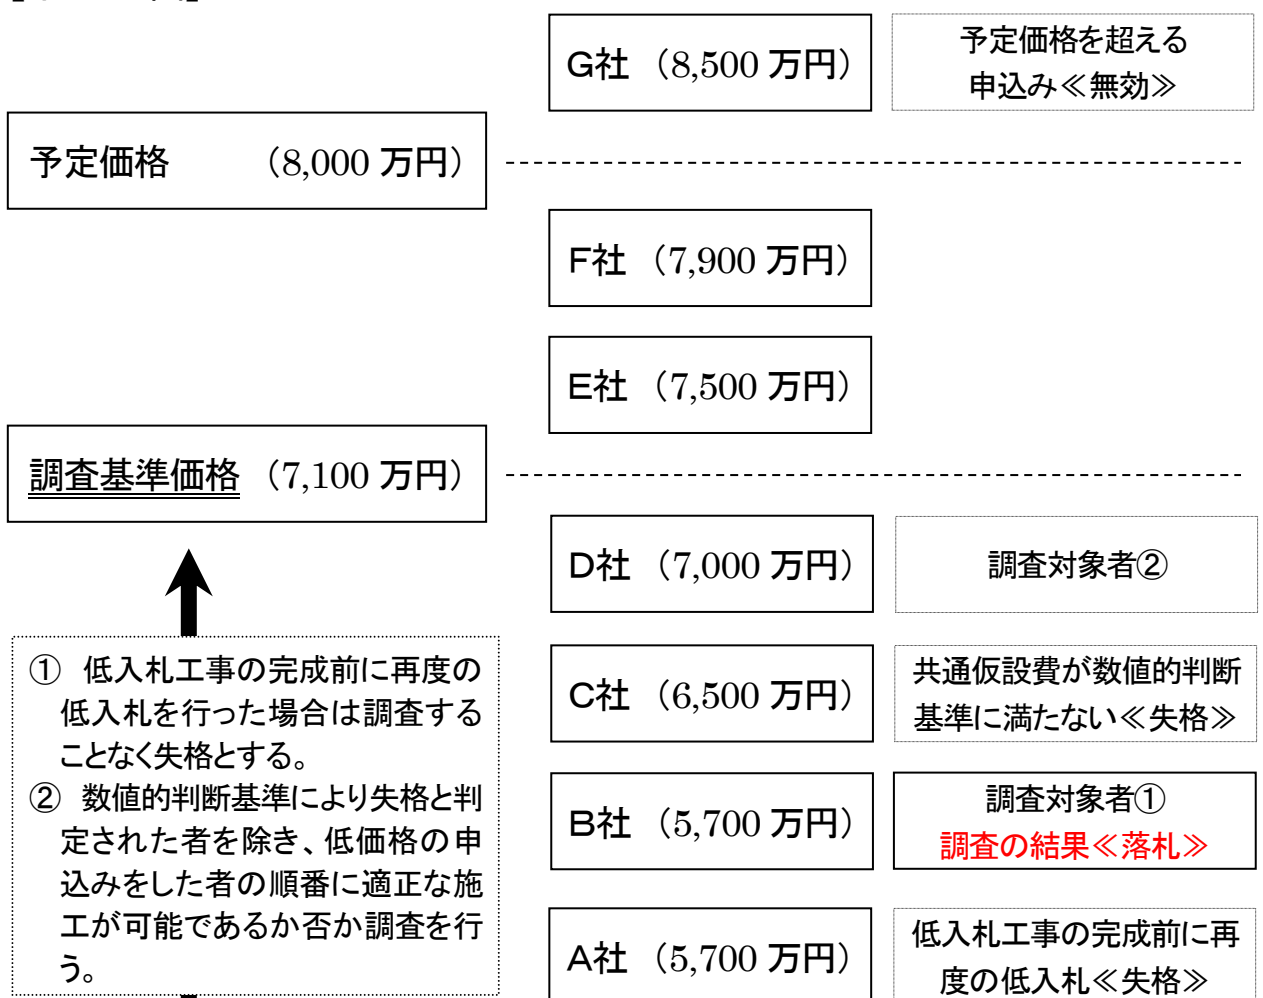 G社 (8,500 万円)
予定価格を超える
申込み≪無効≫
予定価格 (8,000 万円)
F社 (7,900 万円)
E社 (7,500 万円)
調査基準価格 (7,100 万円)
D社 (7,000 万円)
調査対象者②
① 低入札工事の完成前に再度の
低入札を行った場合は調査する
ことなく失格とする。
② 数値的判断基準により失格と判
定された者を除き、低価格の申
込みをした者の順番に適正な施
工が可能であるか否か調査を行
う。
C社 (6,500 万円)
共通仮設費が数値的判断
基準に満たない≪失格≫
B社 (5,700 万円)
調査対象者①
調査の結果≪落札≫
A社 (5,700 万円)
低入札工事の完成前に再
度の低入札≪失格≫